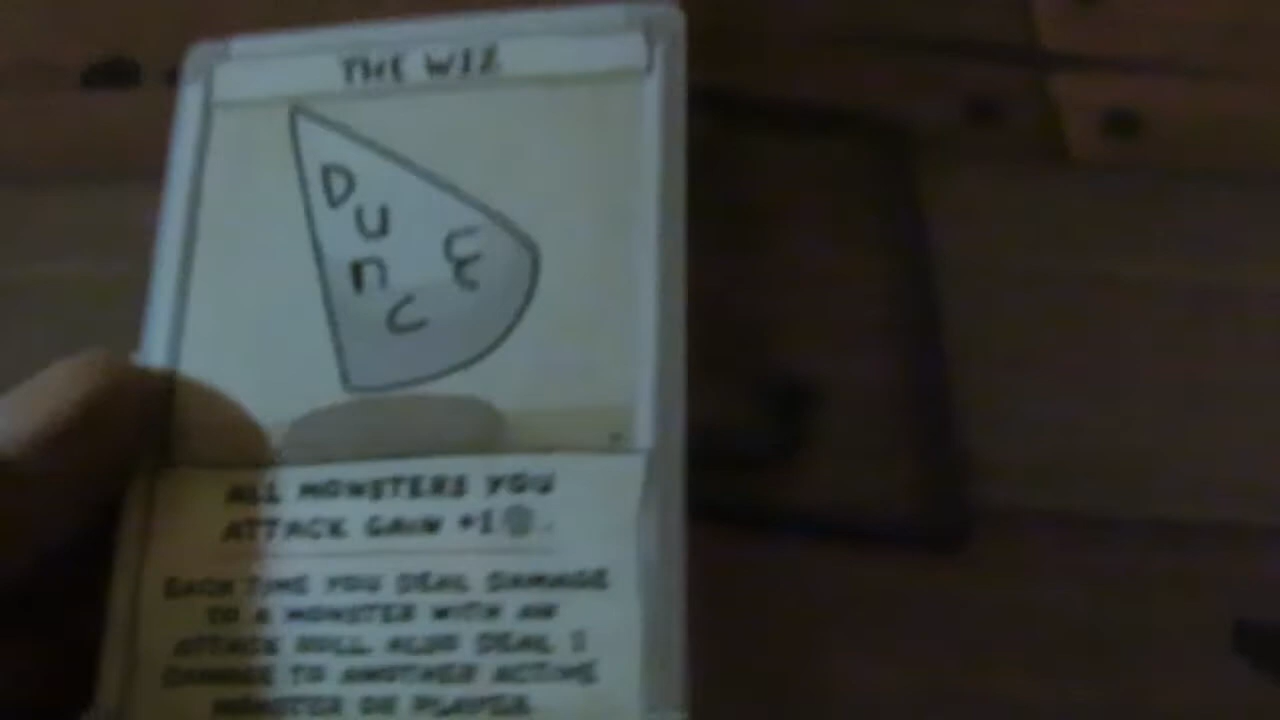 THE WIZ
D
U
N
C
E
ALL MONSTERS YOU
ATTACK GAIN +1
EACH TIME YOU DEAL DAMAGE
TO A MONSTER WITH AN
ATTACK ROLL ALSO DEAL 1
DAMAGE TO ANOTHER ACTIVE
MONSTER OR PLAYER